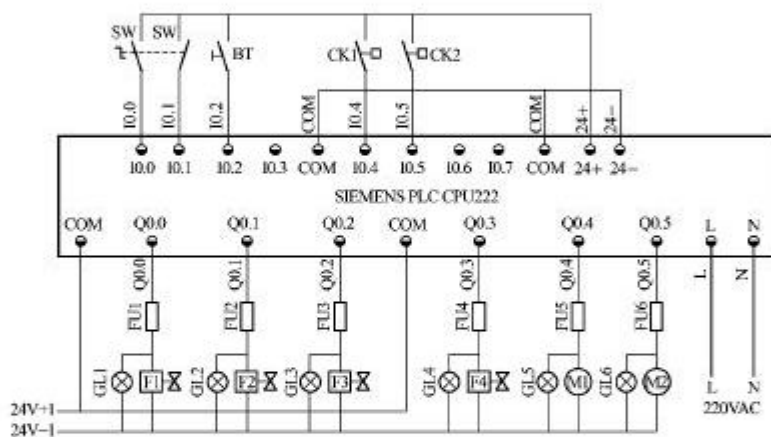 SW SW BT CK1 CK2
I0.0 I0.1 I0.2 COM I0.4 I0.5 COM 24+ 24-
I0.0 I0.1 I0.2 I0.3 COM I0.4 I0.5 I0.6 I0.7 COM 24+ 24-
SIEMENS PLC CPU222
COM Q0.0 Q0.1 Q0.2 COM Q0.3 Q0.4 Q0.5 L N
Q0.0 Q0.1 Q0.2 Q0.3 Q0.4 Q0.5 L N
FU1 FU2 FU3 FU4 FU5 FU6
GL1 F1 GL2 F2 GL3 F3 GL4 F4 GL5 M1 GL6 M2 L N
24V+1 220VAC
24V-1